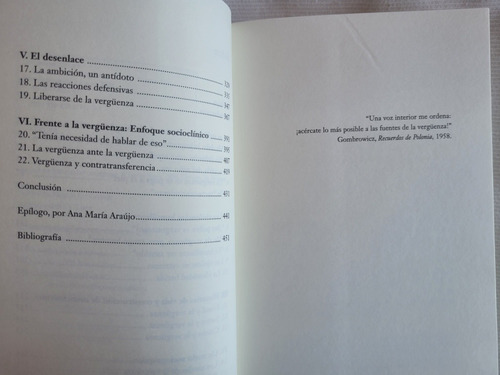 V. El desenlace
17. La ambición, un antídoto
18. Las reacciones defensivas
19. Liberarse de la vergüenza
VI. Frente a la vergüenza: Enfoque socioclínico
20. “Tenía necesidad de hablar de eso”
21. La vergüenza ante la vergüenza
22. Vergüenza y contratransferencia
Conclusión
Epílogo, por Ana María Araújo
Bibliografía
“Una voz interior me ordena:
¡acércate lo más posible a las fuentes de la vergüenza!”
Gombrowicz, Recuerdos de Polonia, 1958.